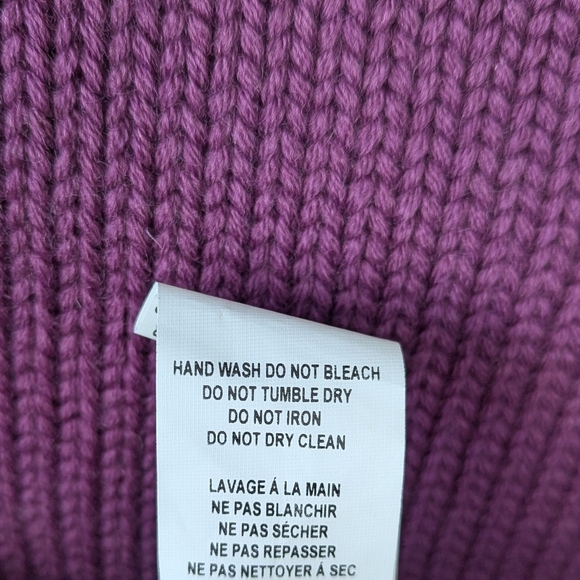 HAND WASH DO NOT BLEACH
DO NOT TUMBLE DRY
DO NOT IRON
DO NOT DRY CLEAN
LAVAGE Á LA MAIN
NE PAS BLANCHIR
NE PAS SÉCHER
NE PAS REPASSER
NE PAS NETTOYER Á SEC